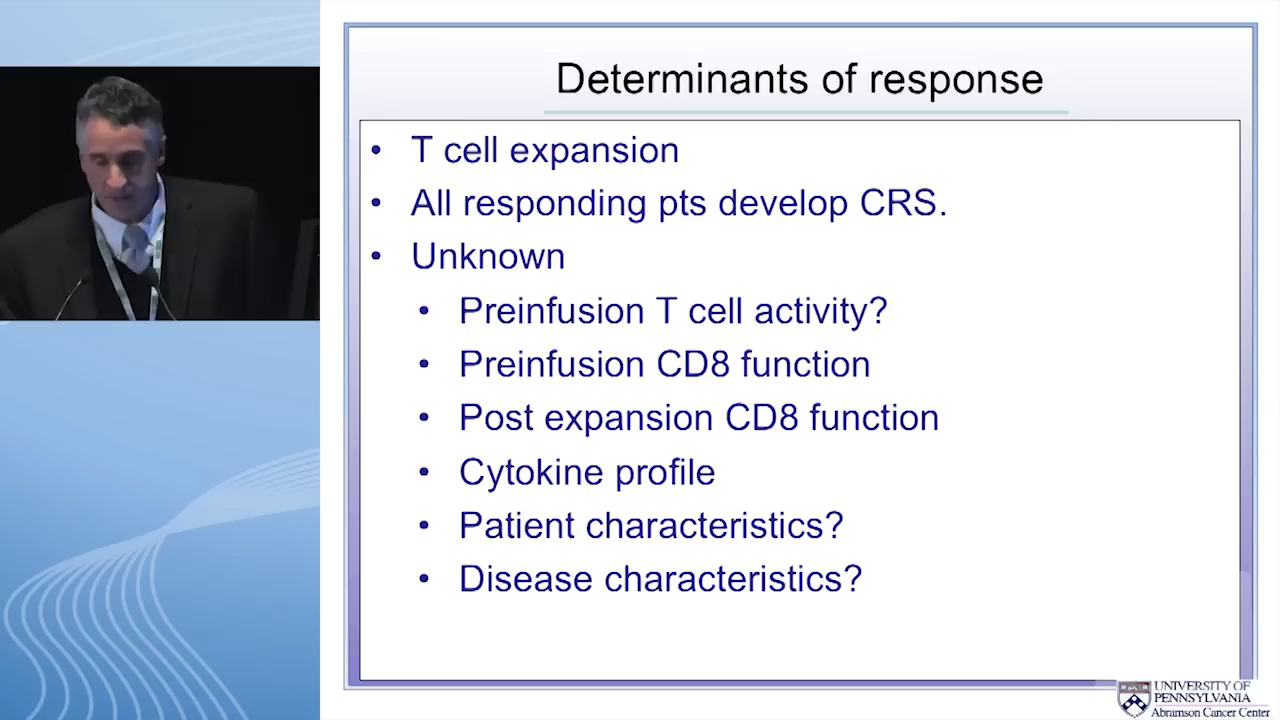 Determinants of response
• T cell expansion
• All responding pts develop CRS.
• Unknown
• Preinfusion T cell activity?
• Preinfusion CD8 function
• Post expansion CD8 function
• Cytokine profile
• Patient characteristics?
• Disease characteristics?
UNIVERSITY OF
PENNSYLVANIA
Abramson Cancer Center